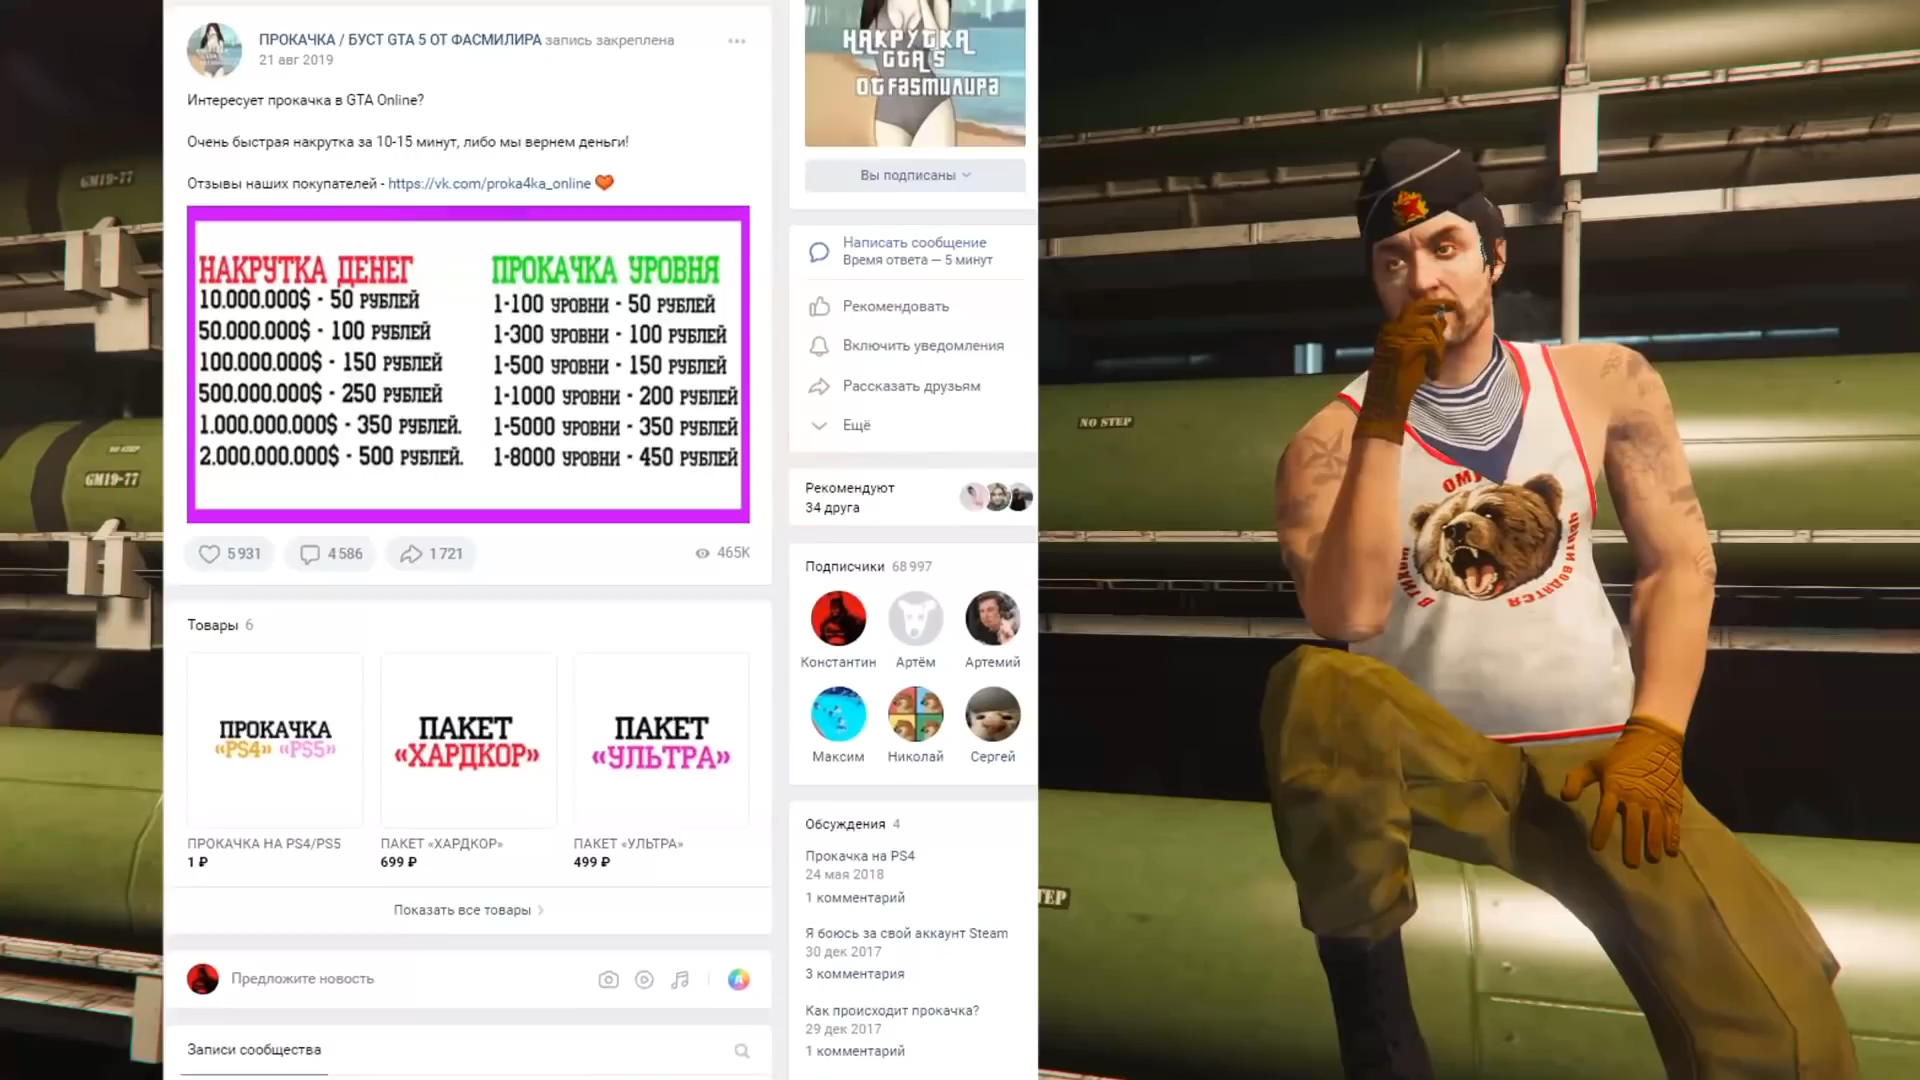 ПРОКАЧКА / БУСТ GTA 5 ОТ ФАСМИЛИРА запись закреплена
21 авг 2019
Интересует прокачка в GTA Online?
Очень быстрая накрутка за 10-15 минут, либо мы вернем деньги!
Отзывы наших покупателей - https://vk.com/proka4ka_online
НАКРУТКА ДЕНЕГ
10.000.000$ - 50 РУБЛЕЙ
50.000.000$ - 100 РУБЛЕЙ
100.000.000$ - 150 РУБЛЕЙ
500.000.000$ - 250 РУБЛЕЙ
1.000.000.000$ - 350 РУБЛЕЙ.
2.000.000.000$ - 500 РУБЛЕЙ.
ПРОКАЧКА УРОВНЯ
1-100 УРОВНИ - 50 РУБЛЕЙ
1-300 УРОВНИ - 100 РУБЛЕЙ
1-500 УРОВНИ - 150 РУБЛЕЙ
1-1000 УРОВНИ - 200 РУБЛЕЙ
1-5000 УРОВНИ - 350 РУБЛЕЙ
1-8000 УРОВНИ - 450 РУБЛЕЙ
5 931
4 586
1 721
465K
Товары 6
ПРОКАЧКА
«PS4» «PS5»
ПАКЕТ
«ХАРДКОР»
ПАКЕТ
«УЛЬТРА»
ПРОКАЧКА НА PS4/PS5
1 ₽
ПАКЕТ «ХАРДКОР»
699 ₽
ПАКЕТ «УЛЬТРА»
499 ₽
Показать все товары
Предложите новость
Записи сообщества
НАКРУТКА
GTA 5
ОТ FASМИЛИРА
Вы подписаны
Написать сообщение
Время ответа — 5 минут
Рекомендовать
Включить уведомления
Рассказать друзьям
Ещё
Рекомендуют
34 друга
Подписчики 68 997
Константин
Артём
Артемий
Максим
Николай
Сергей
Обсуждения 4
Прокачка на PS4
24 мая 2018
1 комментарий
Я боюсь за свой аккаунт Steam
30 дек 2017
3 комментария
Как происходит прокачка?
29 дек 2017
1 комментарий
GM19-77
NO STEP
GM19-77
NO STEP